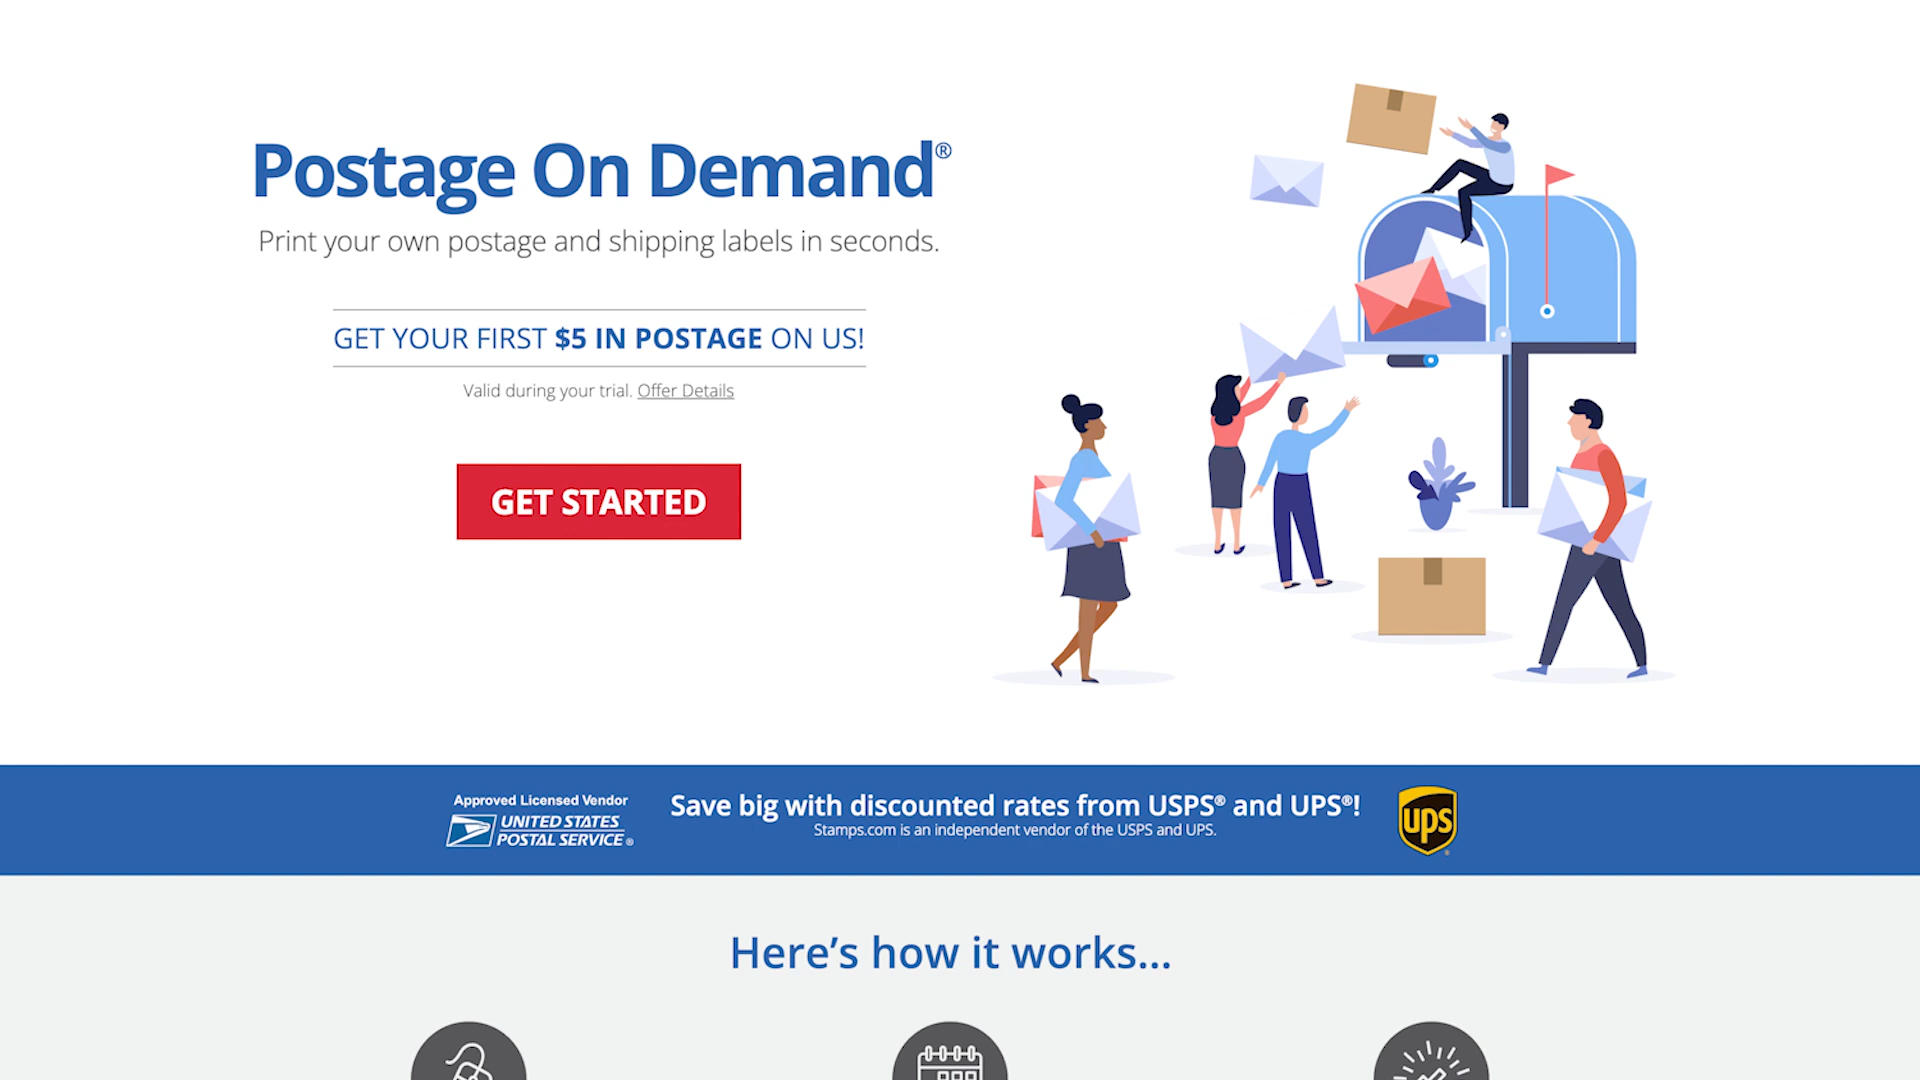 Postage On Demand®
Print your own postage and shipping labels in seconds.
GET YOUR FIRST $5 IN POSTAGE ON US!
Valid during your trial. Offer Details
GET STARTED
Approved Licensed Vendor
UNITED STATES
POSTAL SERVICE®
Save big with discounted rates from USPS® and UPS®!
Stamps.com is an independent vendor of the USPS and UPS.
ups
Here’s how it works...